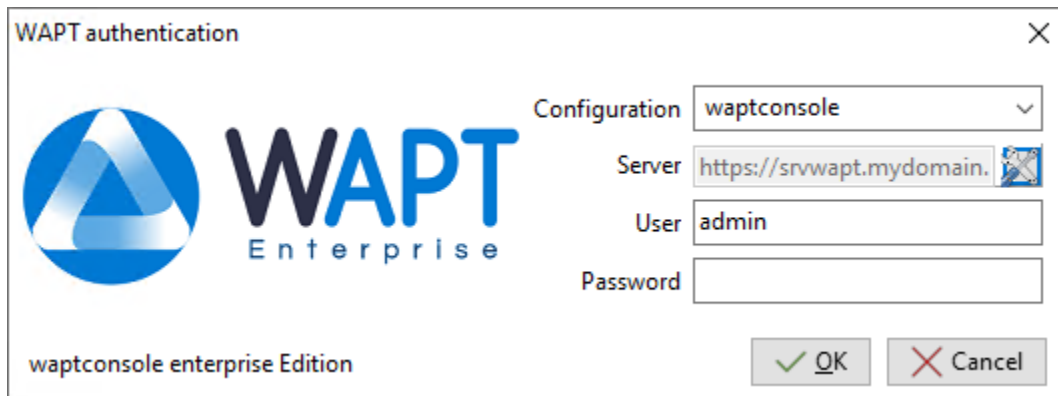 WAPT authentication
WAPT
Enterprise
Configuration waptconsole
Server https://srvwapt.mydomain.
User admin
Password
waptconsole enterprise Edition
OK Cancel